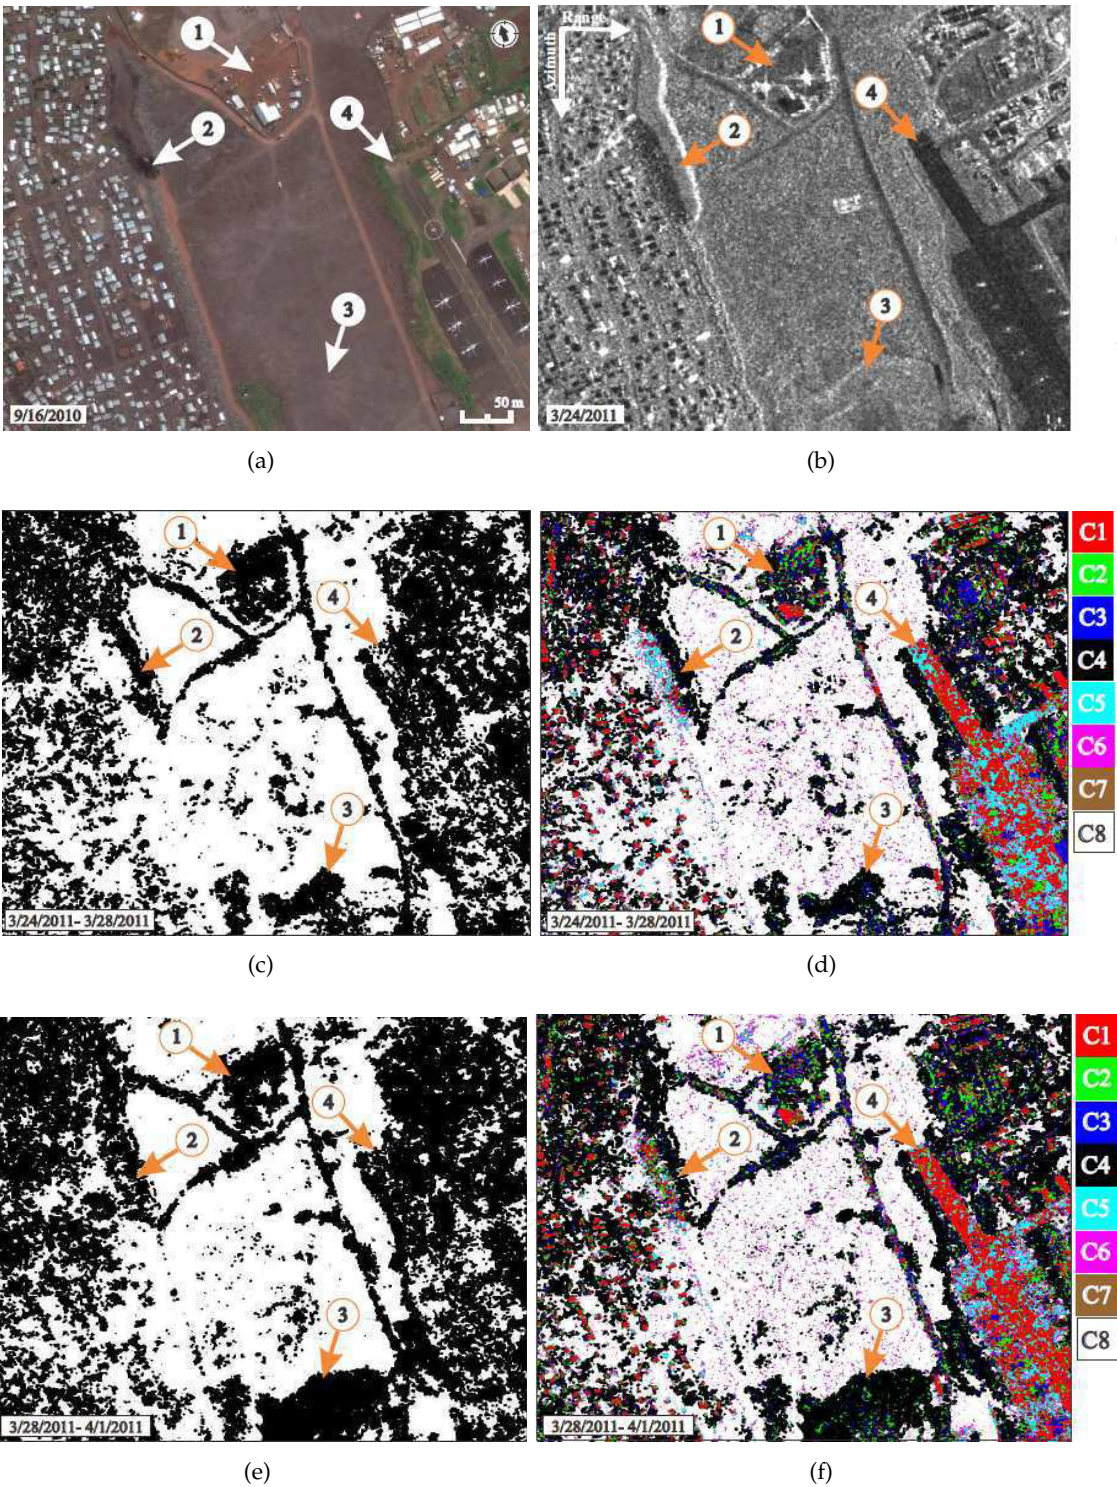 1
2
3
4
9/16/2010
50 m
(a)
Range
Azimuth
1
2
3
4
3/24/2011
(b)
1
2
3
4
3/24/2011- 3/28/2011
(c)
1
2
3
4
3/24/2011- 3/28/2011
C1
C2
C3
C4
C5
C6
C7
C8
(d)
1
2
3
4
3/28/2011- 4/1/2011
(e)
1
2
3
4
3/28/2011- 4/1/2011
C1
C2
C3
C4
C5
C6
C7
C8
(f)